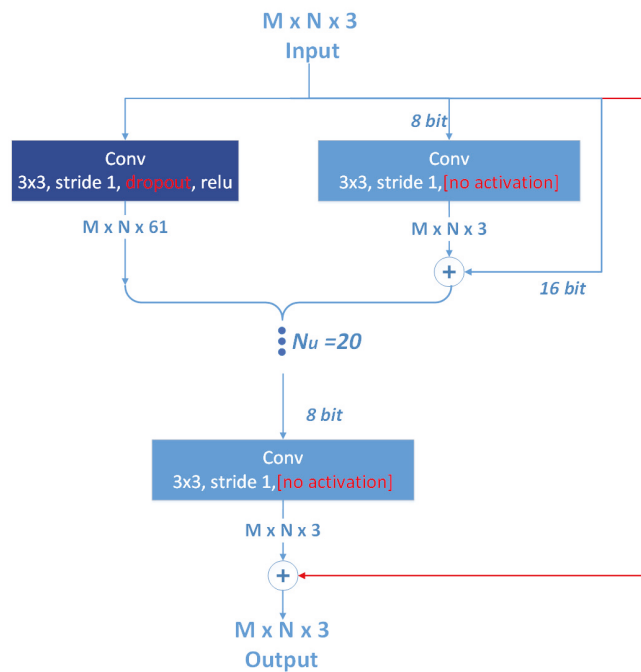 M x N x 3
Input
8 bit
Conv
3x3, stride 1, dropout, relu
Conv
3x3, stride 1,[no activation]
M x N x 61
M x N x 3
+
16 bit
Nu =20
8 bit
Conv
3x3, stride 1,[no activation]
M x N x 3
+
M x N x 3
Output